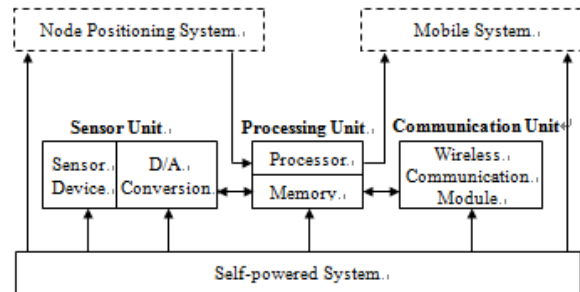 Node Positioning System
Mobile System
Sensor Unit
Processing Unit
Communication Unit
Sensor
Device
D/A
Conversion
Processor
Memory
Wireless
Communication
Module
Self-powered System